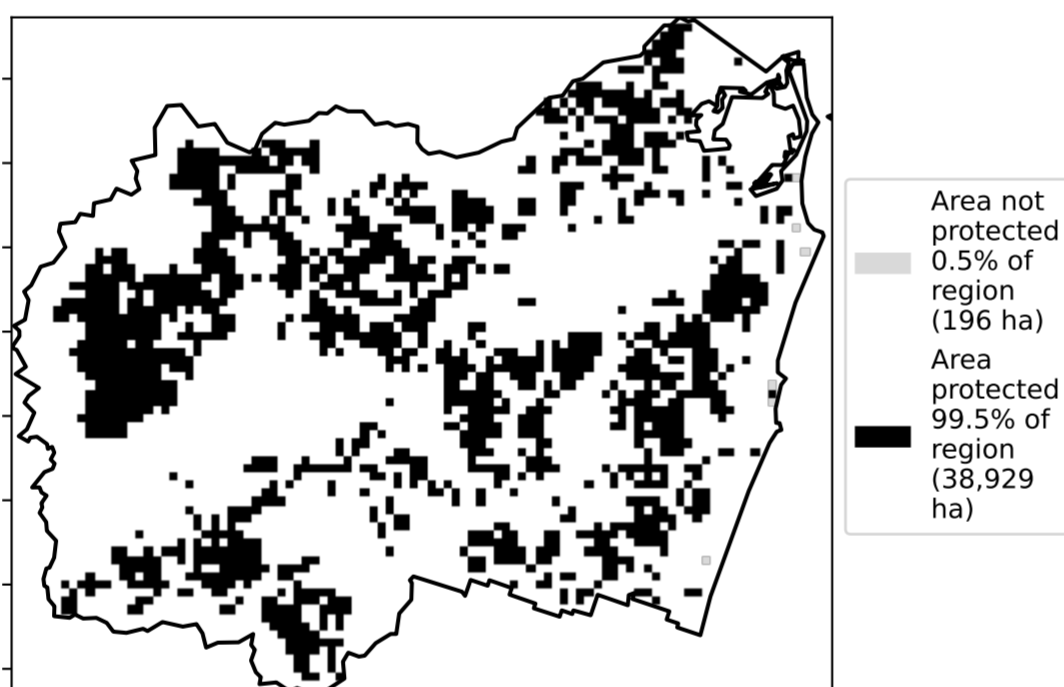 Area not
protected
0.5% of
region
(196 ha)
Area
protected
99.5% of
region
(38,929
ha)